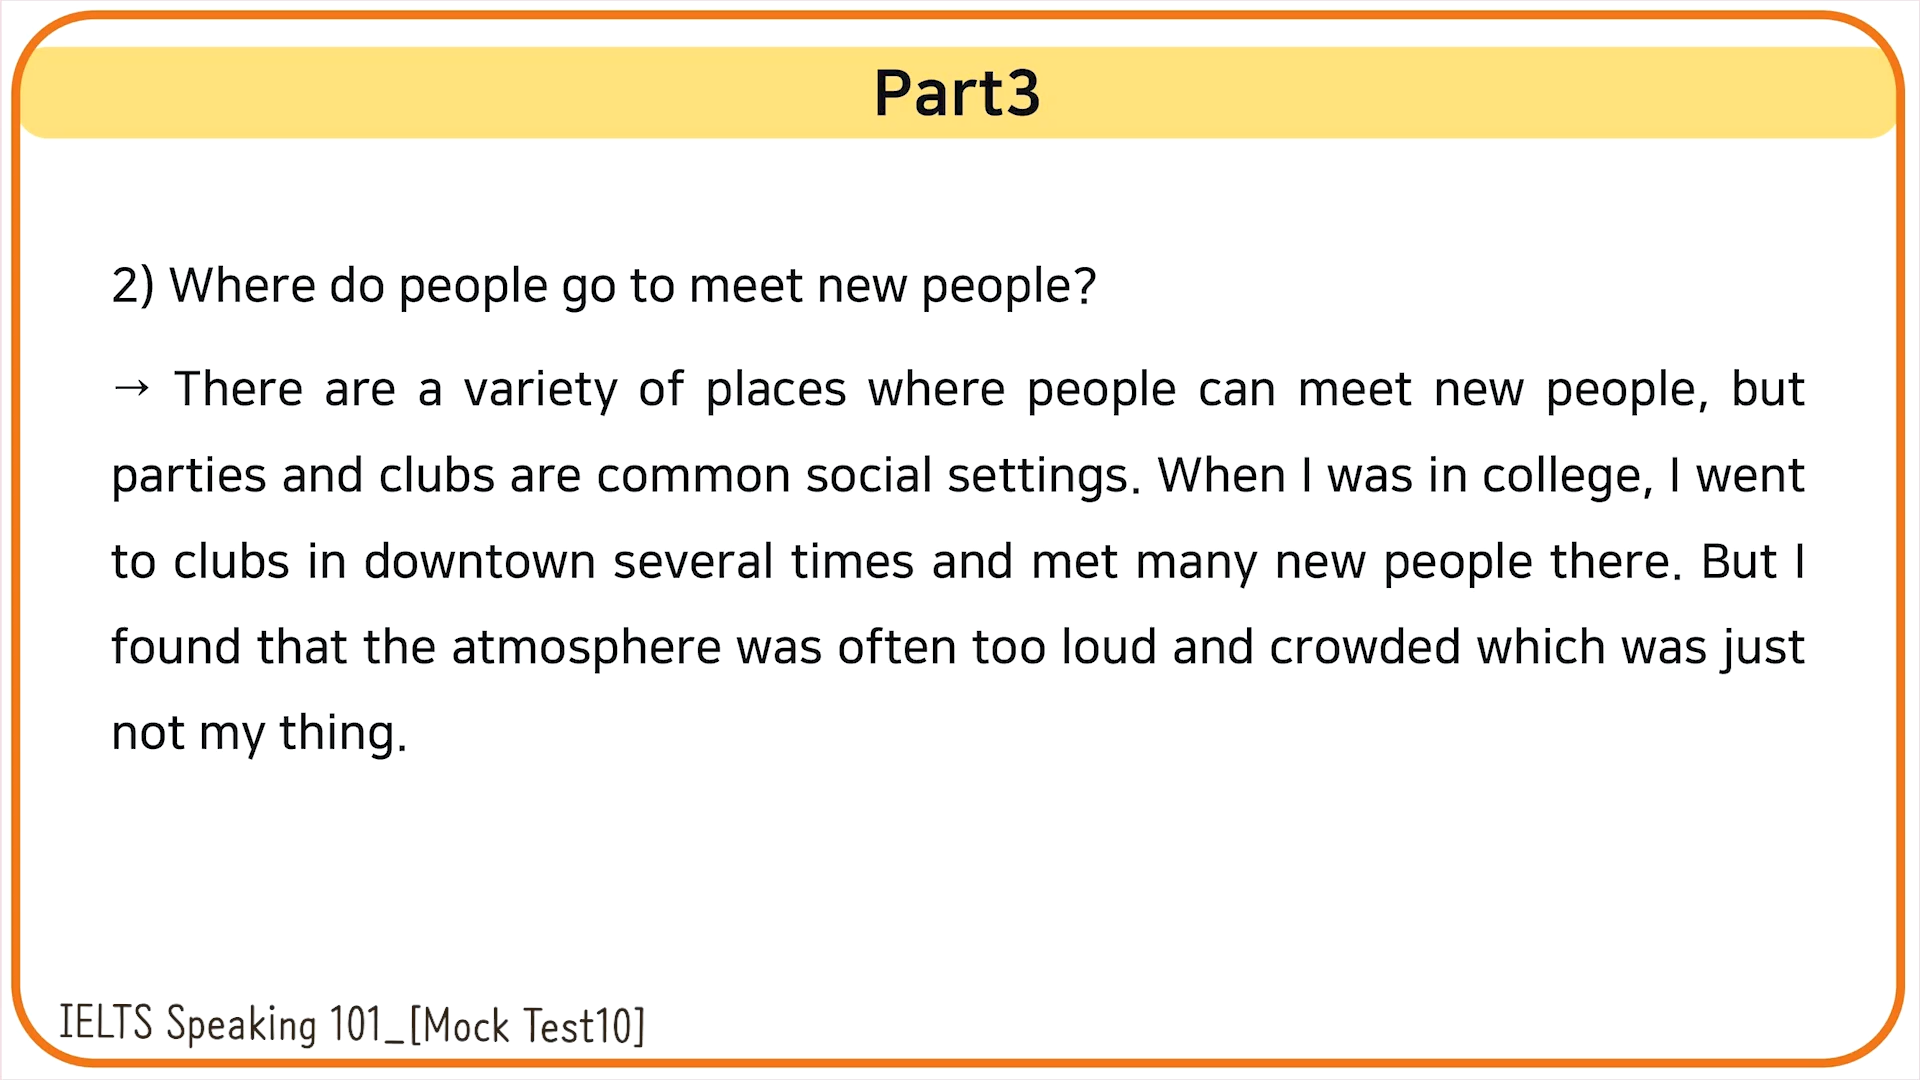 Part3
2) Where do people go to meet new people?
→ There are a variety of places where people can meet new people, but
parties and clubs are common social settings. When I was in college, I went
to clubs in downtown several times and met many new people there. But I
found that the atmosphere was often too loud and crowded which was just
not my thing.
IELTS Speaking 101_[Mock Test10]